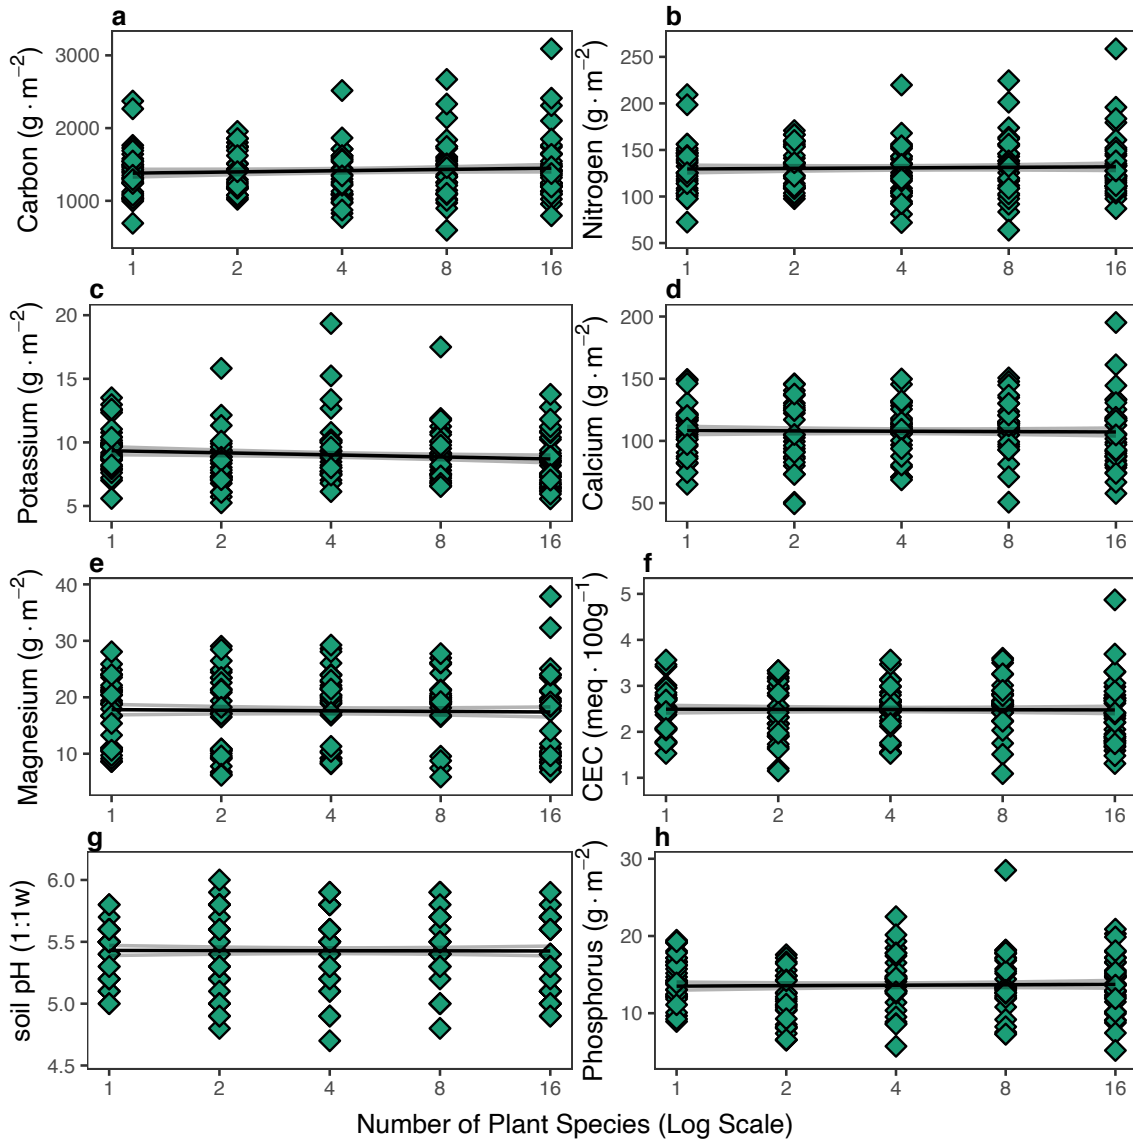 a
Carbon (g · m⁻²)
3000
2000
1000
1 2 4 8 16
b
Nitrogen (g · m⁻²)
250
200
150
100
50
1 2 4 8 16
c
Potassium (g · m⁻²)
20
15
10
5
1 2 4 8 16
d
Calcium (g · m⁻²)
200
150
100
50
1 2 4 8 16
e
Magnesium (g · m⁻²)
40
30
20
10
1 2 4 8 16
f
CEC (meq · 100g⁻¹)
5
4
3
2
1
1 2 4 8 16
g
soil pH (1:1w)
6.0
5.5
5.0
4.5
1 2 4 8 16
h
Phosphorus (g · m⁻²)
30
20
10
1 2 4 8 16
Number of Plant Species (Log Scale)